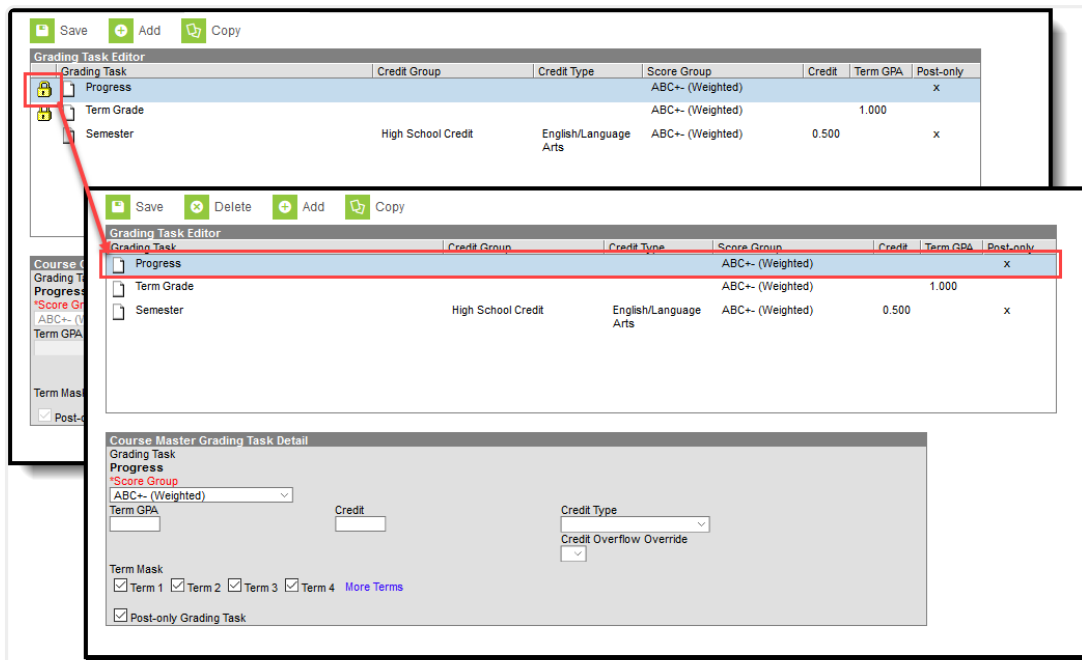 Save Add Copy
Grading Task Editor
Grading Task Credit Group Credit Type Score Group Credit Term GPA Post-only
Progress ABC+- (Weighted) x
Term Grade ABC+- (Weighted) 1.000
Semester High School Credit English/Language ABC+- (Weighted) 0.500 x
Arts
Course
Grading
Progress
*Score
ABC+-
Term GPA
Term
Save Delete Add Copy
Grading Task Editor
Grading Task Credit Group Credit Type Score Group Credit Term GPA Post-only
Progress ABC+- (Weighted) x
Term Grade ABC+- (Weighted) 1.000
Semester High School Credit English/Language ABC+- (Weighted) 0.500 x
Arts
Course Master Grading Task Detail
Grading Task
Progress
*Score Group
ABC+- (Weighted)
Term GPA Credit Credit Type
Credit Overflow Override
Term Mask
Term 1 Term 2 Term 3 Term 4 More Terms
Post-only Grading Task